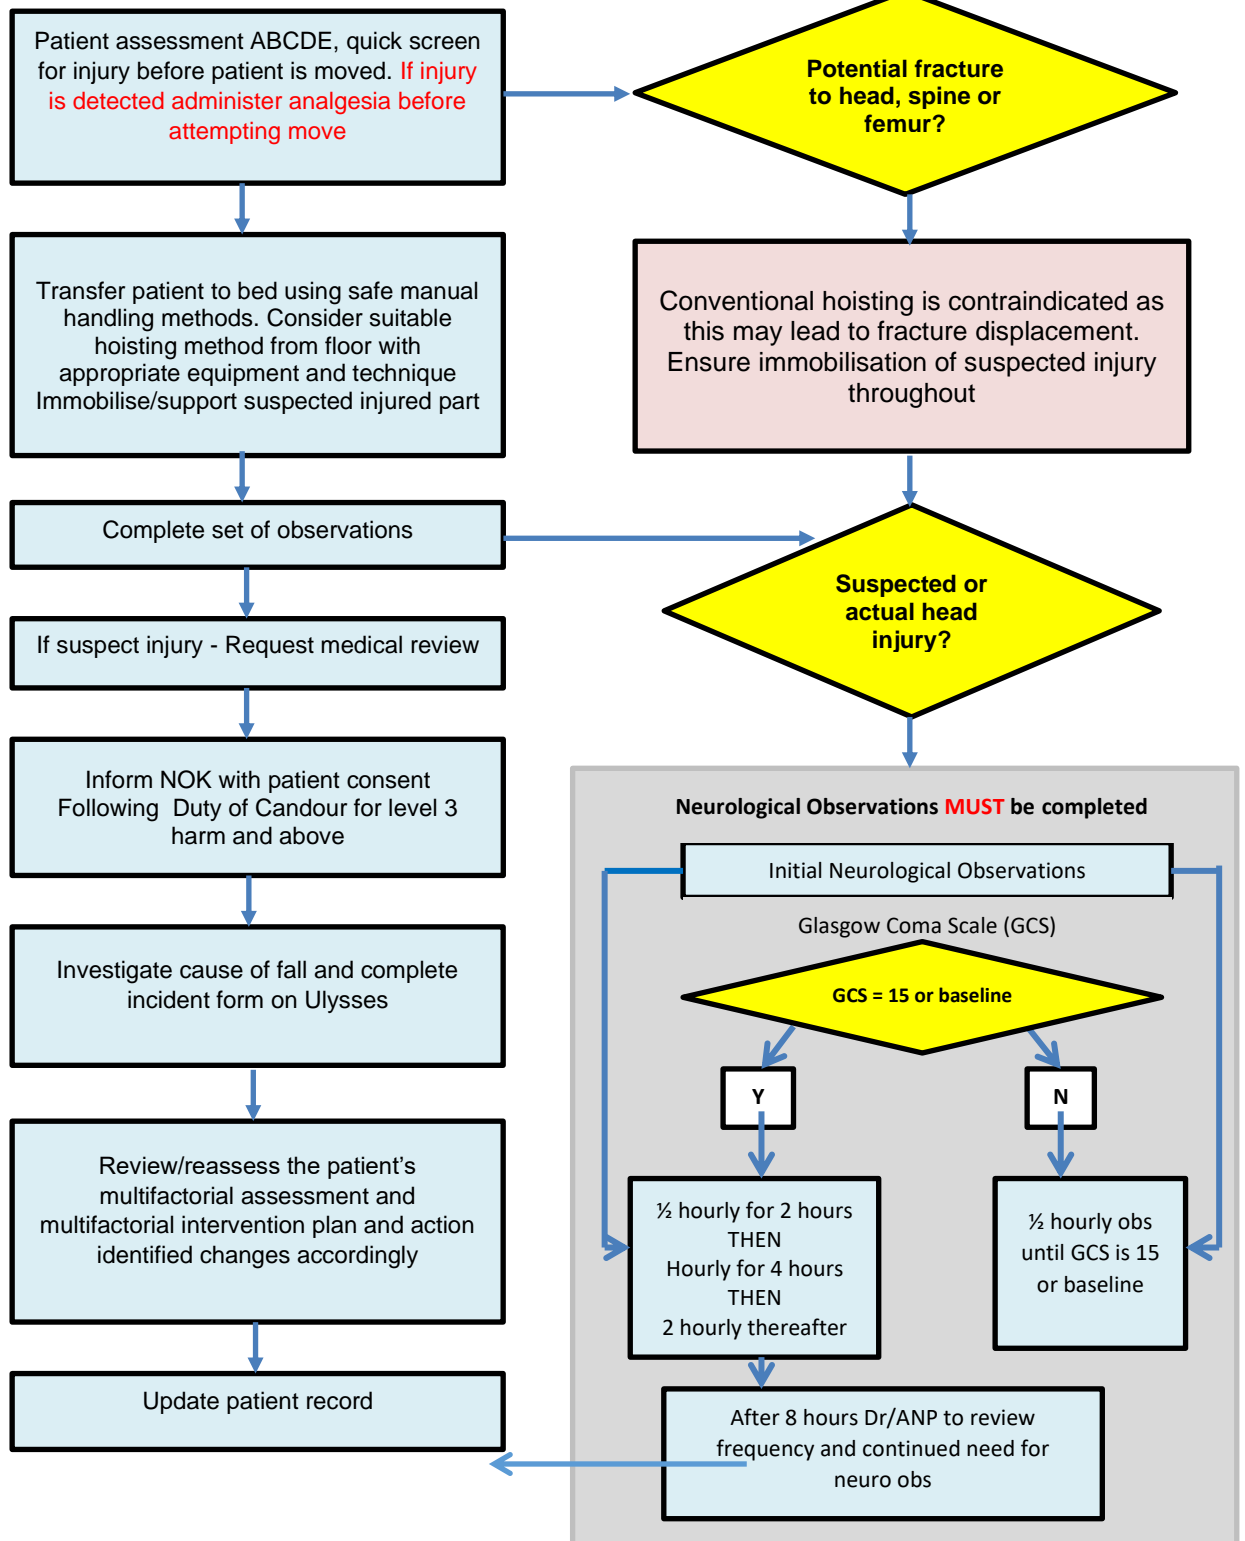 Patient assessment ABCDE, quick screen
for injury before patient is moved. If injury
is detected administer analgesia before
attempting move
Potential fracture
to head, spine or
femur?
Transfer patient to bed using safe manual
handling methods. Consider suitable
hoisting method from floor with
appropriate equipment and technique
Immobilise/support suspected injured part
Conventional hoisting is contraindicated as
this may lead to fracture displacement.
Ensure immobilisation of suspected injury
throughout
Complete set of observations
Suspected or
actual head
injury?
If suspect injury - Request medical review
Inform NOK with patient consent
Following Duty of Candour for level 3
harm and above
Investigate cause of fall and complete
incident form on Ulysses
Review/reassess the patient’s
multifactorial assessment and
multifactorial intervention plan and action
identified changes accordingly
Update patient record
Neurological Observations MUST be completed
Initial Neurological Observations
Glasgow Coma Scale (GCS)
GCS = 15 or baseline
Y
N
½ hourly for 2 hours
THEN
Hourly for 4 hours
THEN
2 hourly thereafter
½ hourly obs
until GCS is 15
or baseline
After 8 hours Dr/ANP to review
frequency and continued need for
neuro obs